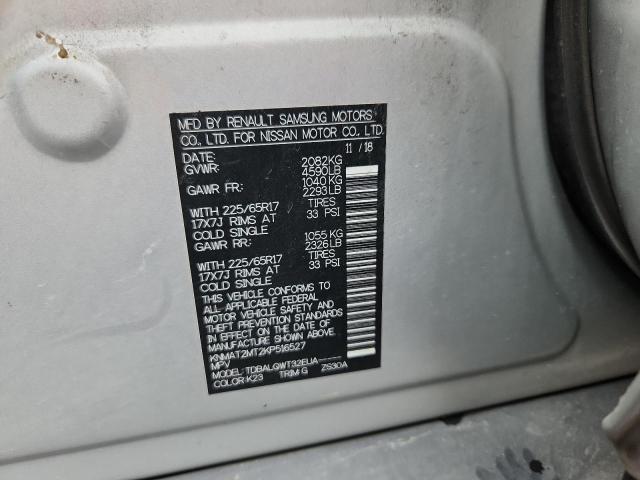 MFD BY RENAULT SAMSUNG MOTORS
CO., LTD. FOR NISSAN MOTOR CO., LTD.
DATE: 11 / 18
GVWR: 2082KG
4590LB
GAWR FR: 1040KG
2293LB
WITH 225/65R17 TIRES
17X7J RIMS AT 33 PSI
COLD SINGLE
GAWR RR: 1055 KG
2326LB
WITH 225/65R17 TIRES
17X7J RIMS AT 33 PSI
COLD SINGLE
THIS VEHICLE CONFORMS TO
ALL APPLICABLE FEDERAL
MOTOR VEHICLE SAFETY AND
THEFT PREVENTION STANDARDS
IN EFFECT ON THE DATE OF
MANUFACTURE SHOWN ABOVE.
KNMAT2MT2KP516527
MPV
MODEL: TDBALGWT32EUA-----
COLOR: K23 TRIM: G ZS30A